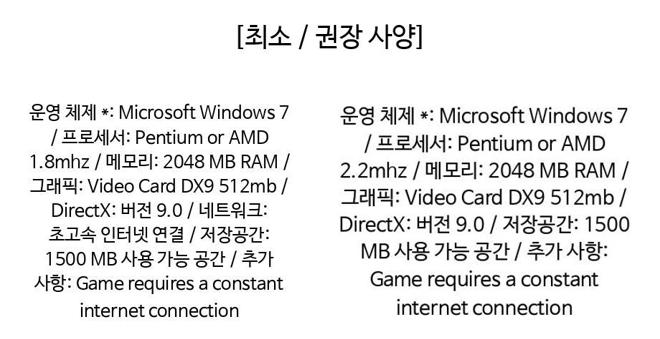 [최소 / 권장 사양]
운영 체제 *: Microsoft Windows 7
/ 프로세서: Pentium or AMD
1.8mhz / 메모리: 2048 MB RAM /
그래픽: Video Card DX9 512mb /
DirectX: 버전 9.0 / 네트워크:
초고속 인터넷 연결 / 저장공간:
1500 MB 사용 가능 공간 / 추가
사항: Game requires a constant
internet connection
운영 체제 *: Microsoft Windows 7
/ 프로세서: Pentium or AMD
2.2mhz / 메모리: 2048 MB RAM /
그래픽: Video Card DX9 512mb /
DirectX: 버전 9.0 / 저장공간: 1500
MB 사용 가능 공간 / 추가 사항:
Game requires a constant
internet connection